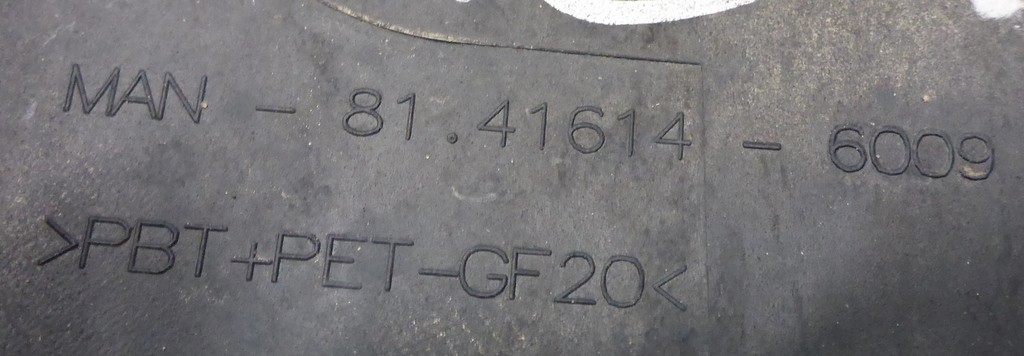 MAN - 81.41614 - 6009
>PBT+PET-GF20<